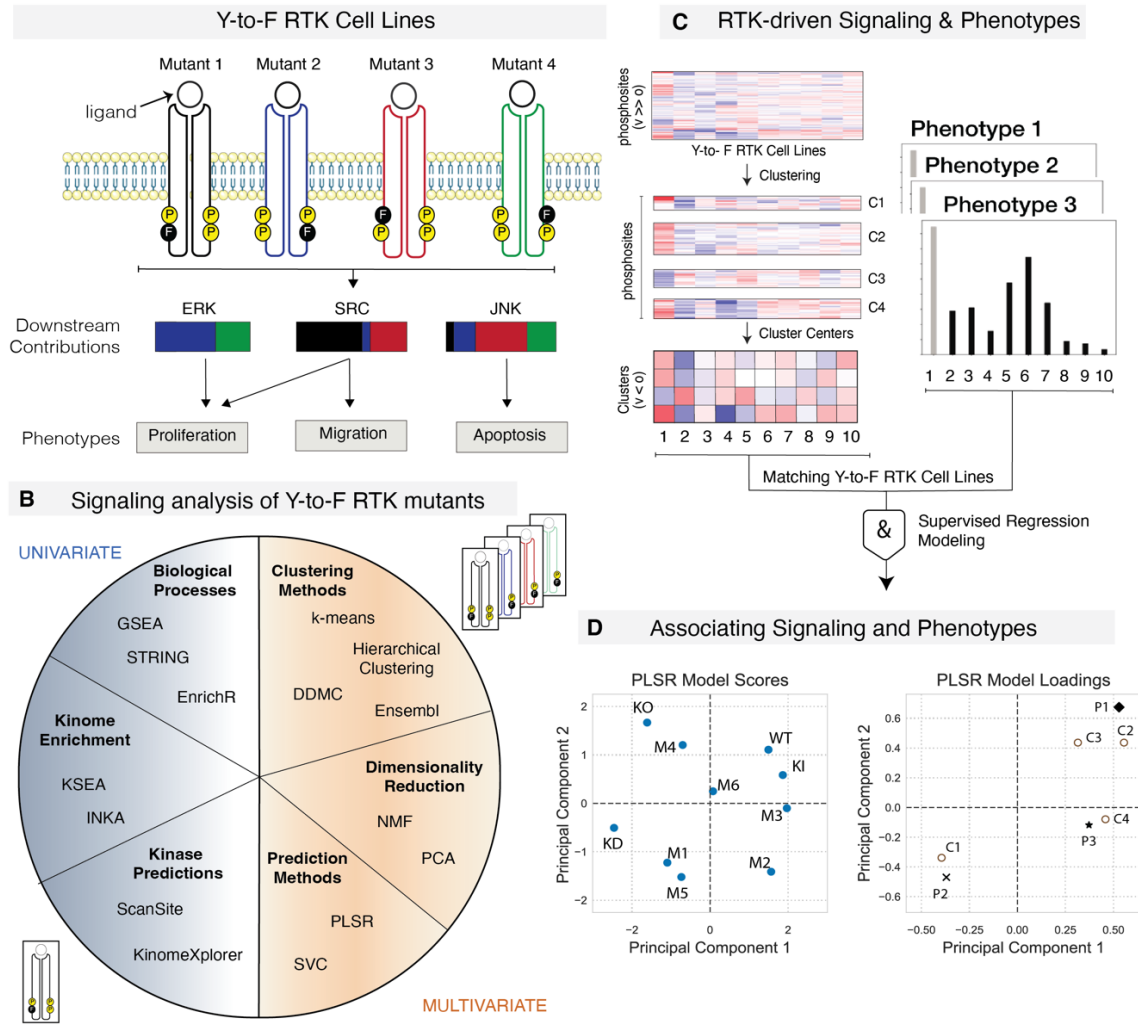 Y-to-F RTK Cell Lines
Mutant 1 Mutant 2 Mutant 3 Mutant 4
ligand
P P P P F P P F
F P P F P P P P
ERK SRC JNK
Downstream
Contributions
Phenotypes
Proliferation Migration Apoptosis
B Signaling analysis of Y-to-F RTK mutants
UNIVARIATE
Biological
Processes
GSEA
STRING
EnrichR
Kinome
Enrichment
KSEA
INKA
Kinase
Predictions
ScanSite
KinomeXplorer
Clustering
Methods
k-means
Hierarchical
Clustering
DDMC
Ensembl
Dimensionality
Reduction
NMF
PCA
Prediction
Methods
PLSR
SVC
MULTIVARIATE
C RTK-driven Signaling & Phenotypes
phosphosites
(v >> o)
Y-to- F RTK Cell Lines
Clustering
phosphosites
C1
C2
C3
C4
Cluster Centers
Clusters
(v < o)
1 2 3 4 5 6 7 8 9 10
Phenotype 1
Phenotype 2
Phenotype 3
1 2 3 4 5 6 7 8 9 10
Matching Y-to-F RTK Cell Lines
&
Supervised Regression
Modeling
D Associating Signaling and Phenotypes
PLSR Model Scores
Principal Component 2
2
1
0
−1
−2
KO
M4
WT
KI
M6
M3
KD
M1
M5
M2
−2 0 2
Principal Component 1
PLSR Model Loadings
Principal Component 2
0.6
0.4
0.2
0.0
−0.2
−0.4
−0.6
P1
C3
C2
C4
P3
C1
P2
−0.50 −0.25 0.00 0.25 0.50
Principal Component 1